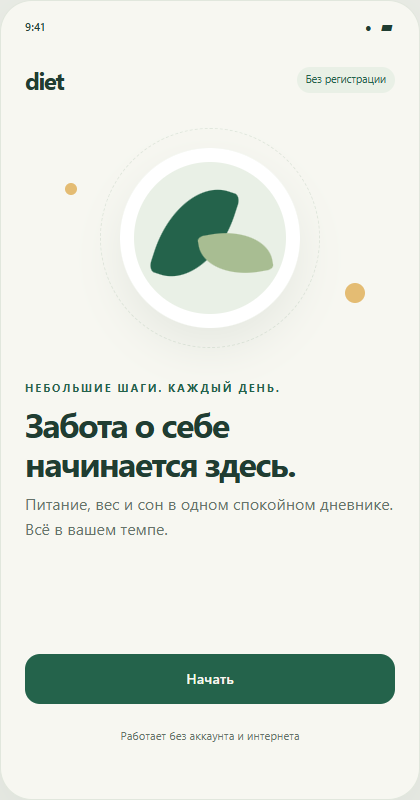 9:41
diet
Без регистрации
НЕБОЛЬШИЕ ШАГИ. КАЖДЫЙ ДЕНЬ.
Забота о себе
начинается здесь.
Питание, вес и сон в одном спокойном дневнике.
Всё в вашем темпе.
Начать
Работает без аккаунта и интернета